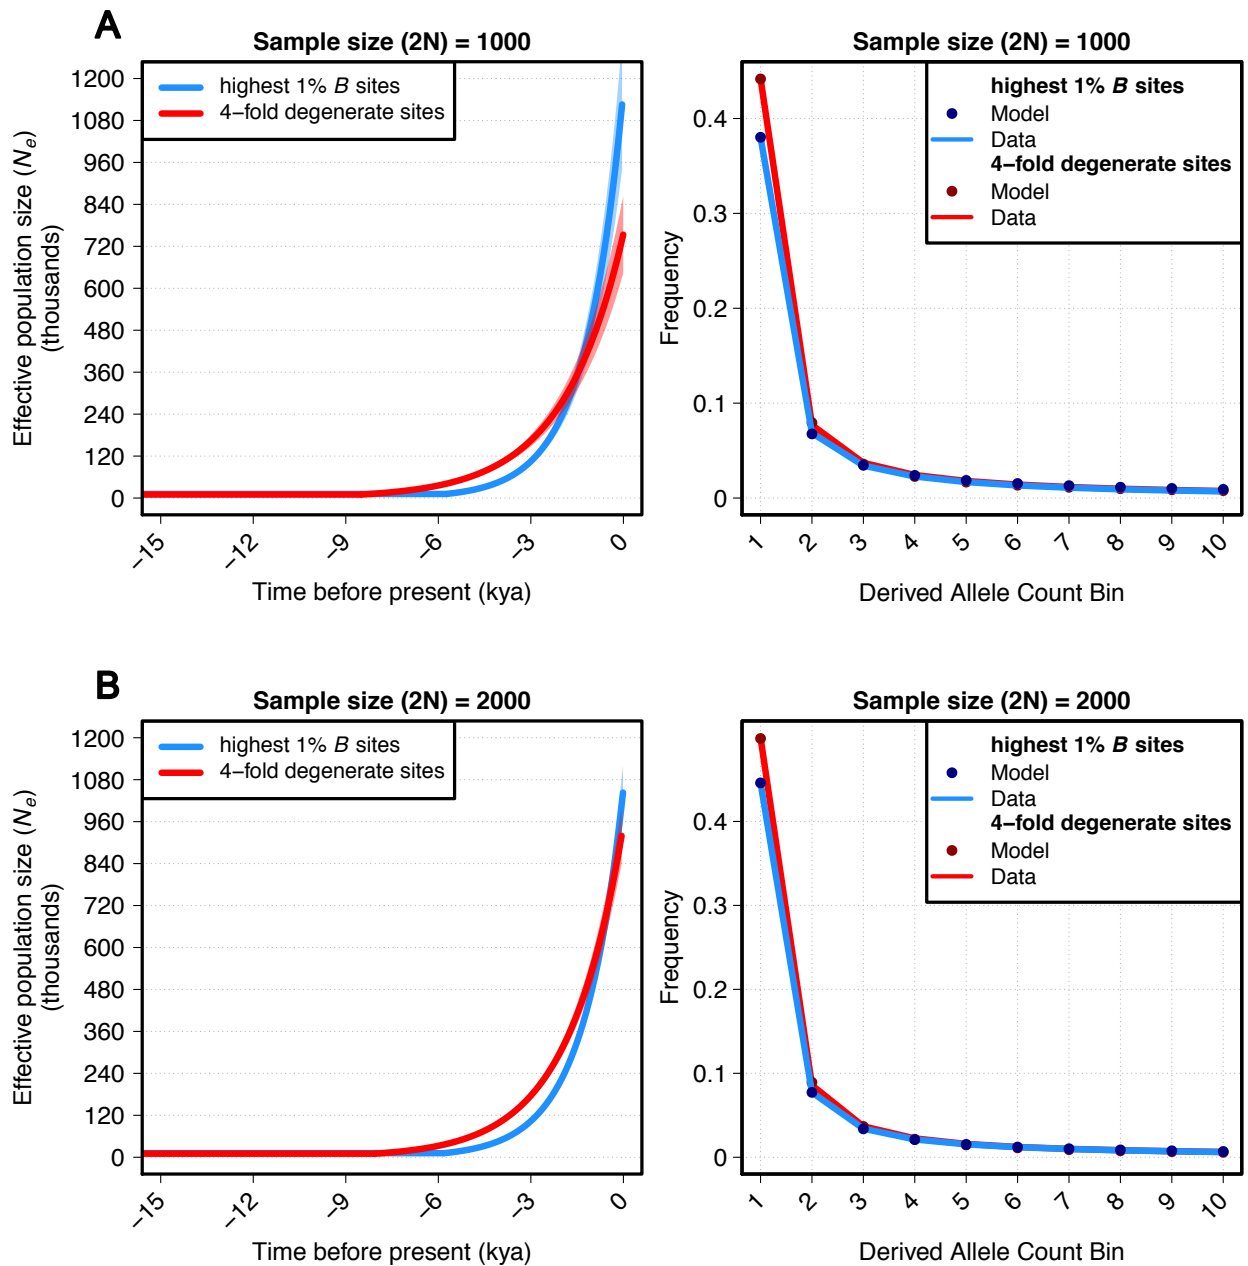 A
Sample size (2N) = 1000
highest 1% B sites
4−fold degenerate sites
Effective population size (Ne)
(thousands)
1200
1080
960
840
720
600
480
360
240
120
0
−15
−12
−9
−6
−3
0
Time before present (kya)
Sample size (2N) = 1000
highest 1% B sites
Model
Data
4−fold degenerate sites
Model
Data
Frequency
0.4
0.3
0.2
0.1
0
1
2
3
4
5
6
7
8
9
10
Derived Allele Count Bin
B
Sample size (2N) = 2000
highest 1% B sites
4−fold degenerate sites
Effective population size (Ne)
(thousands)
1200
1080
960
840
720
600
480
360
240
120
0
−15
−12
−9
−6
−3
0
Time before present (kya)
Sample size (2N) = 2000
highest 1% B sites
Model
Data
4−fold degenerate sites
Model
Data
Frequency
0.4
0.3
0.2
0.1
0
1
2
3
4
5
6
7
8
9
10
Derived Allele Count Bin